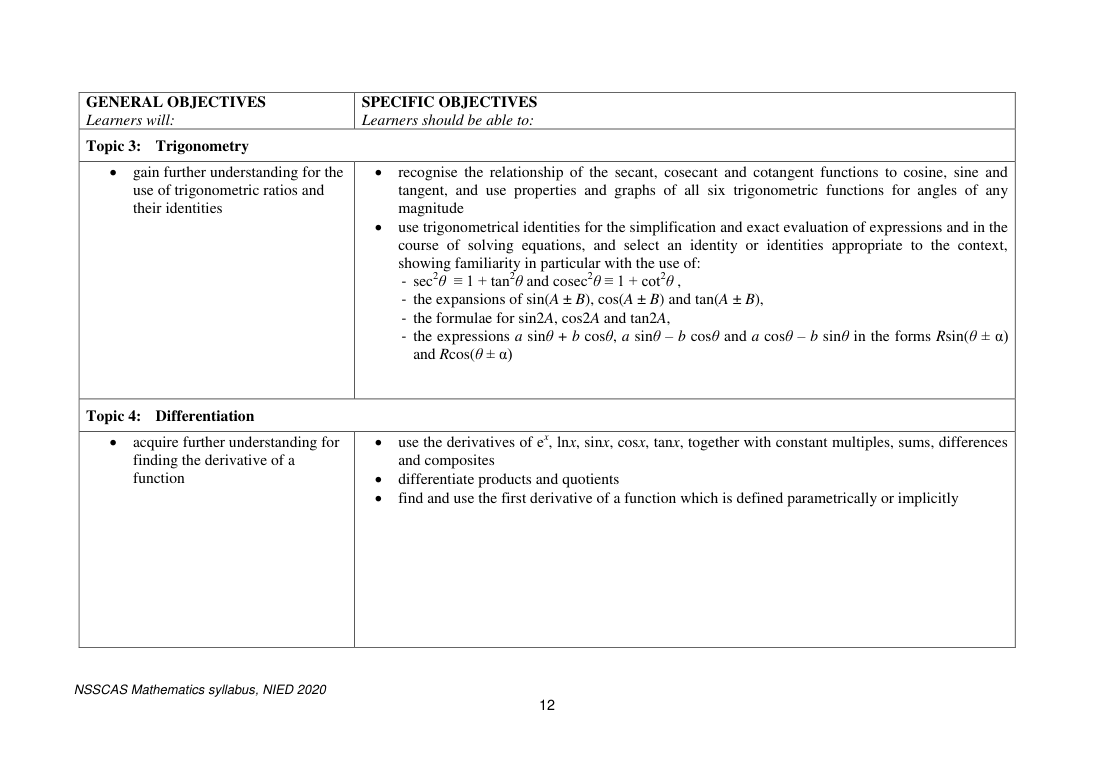 GENERAL OBJECTIVES
Learners will:
SPECIFIC OBJECTIVES
Learners should be able to:
Topic 3: Trigonometry
• gain further understanding for the
use of trigonometric ratios and
their identities
• recognise the relationship of the secant, cosecant and cotangent functions to cosine, sine and
tangent, and use properties and graphs of all six trigonometric functions for angles of any
magnitude
• use trigonometrical identities for the simplification and exact evaluation of expressions and in the
course of solving equations, and select an identity or identities appropriate to the context,
showing familiarity in particular with the use of:
- sec²θ ≡ 1 + tan²θ and cosec²θ ≡ 1 + cot²θ ,
- the expansions of sin(A ± B), cos(A ± B) and tan(A ± B),
- the formulae for sin2A, cos2A and tan2A,
- the expressions a sinθ + b cosθ, a sinθ – b cosθ and a cosθ – b sinθ in the forms Rsin(θ ± α)
and Rcos(θ ± α)
Topic 4: Differentiation
• acquire further understanding for
finding the derivative of a
function
• use the derivatives of eˣ, lnx, sinx, cosx, tanx, together with constant multiples, sums, differences
and composites
• differentiate products and quotients
• find and use the first derivative of a function which is defined parametrically or implicitly
NSSCAS Mathematics syllabus, NIED 2020
12